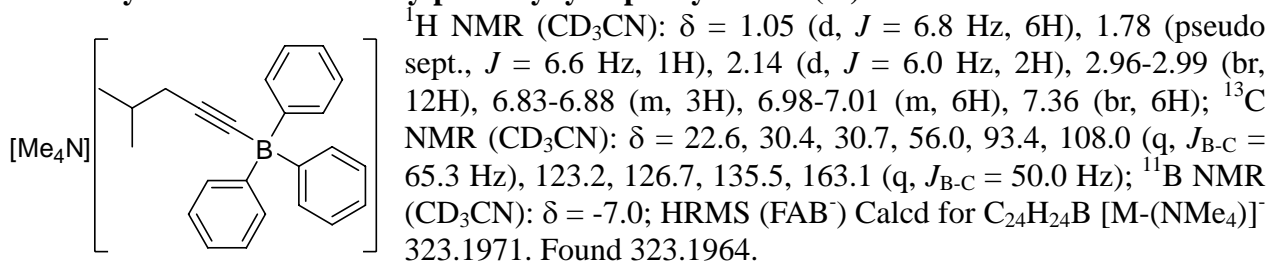 ¹H NMR (CD₃CN): δ = 1.05 (d, J = 6.8 Hz, 6H), 1.78 (pseudo
sept., J = 6.6 Hz, 1H), 2.14 (d, J = 6.0 Hz, 2H), 2.96-2.99 (br,
12H), 6.83-6.88 (m, 3H), 6.98-7.01 (m, 6H), 7.36 (br, 6H); ¹³C
NMR (CD₃CN): δ = 22.6, 30.4, 30.7, 56.0, 93.4, 108.0 (q, J_B-C =
65.3 Hz), 123.2, 126.7, 135.5, 163.1 (q, J_B-C = 50.0 Hz); ¹¹B NMR
(CD₃CN): δ = -7.0; HRMS (FAB⁻) Calcd for C₂₄H₂₄B [M-(NMe₄)]⁻
323.1971. Found 323.1964.
[Me₄N]
B